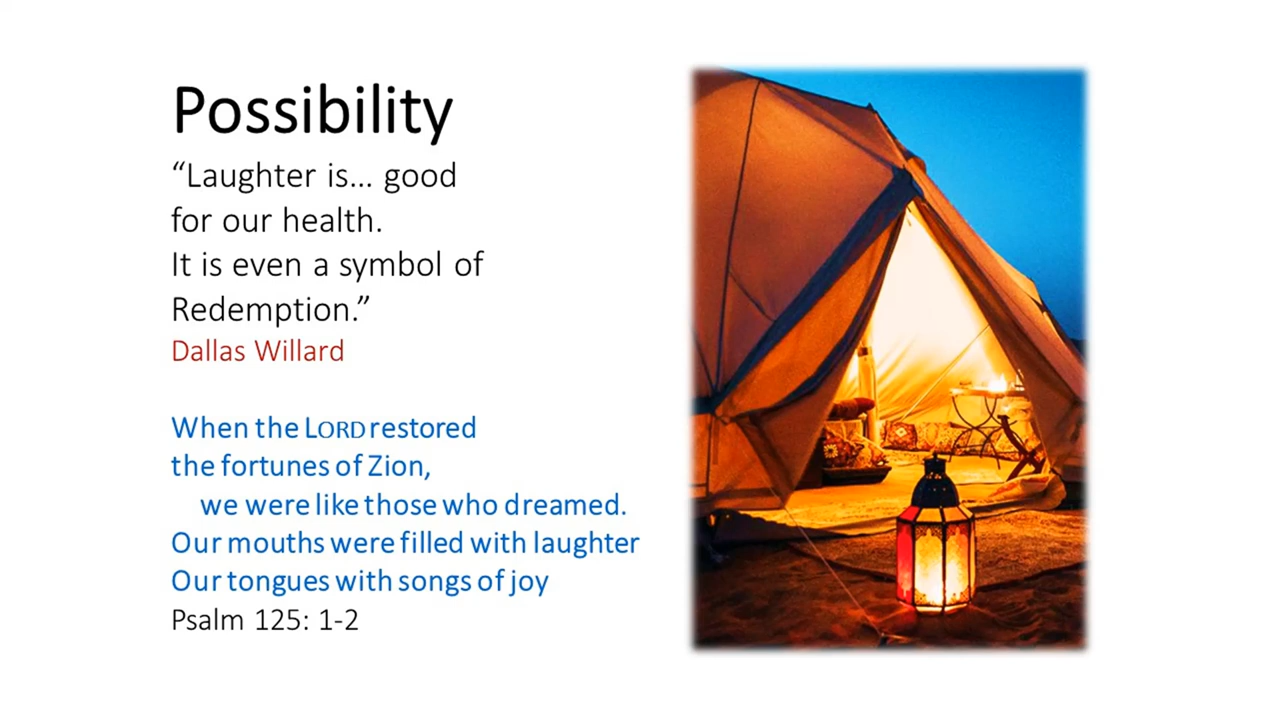 Possibility
“Laughter is... good
for our health.
It is even a symbol of
Redemption.”
Dallas Willard
When the LORD restored
the fortunes of Zion,
we were like those who dreamed.
Our mouths were filled with laughter
Our tongues with songs of joy
Psalm 125: 1-2